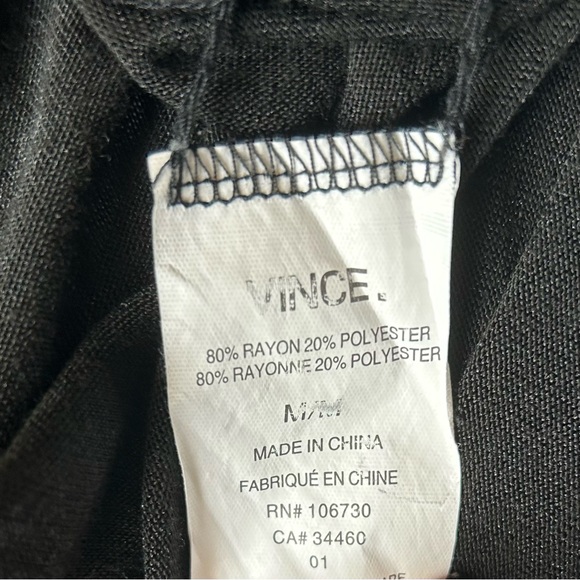 VINCE.
80% RAYON 20% POLYESTER
80% RAYONNE 20% POLYESTER
M/M
MADE IN CHINA
FABRIQUÉ EN CHINE
RN# 106730
CA# 34460
01